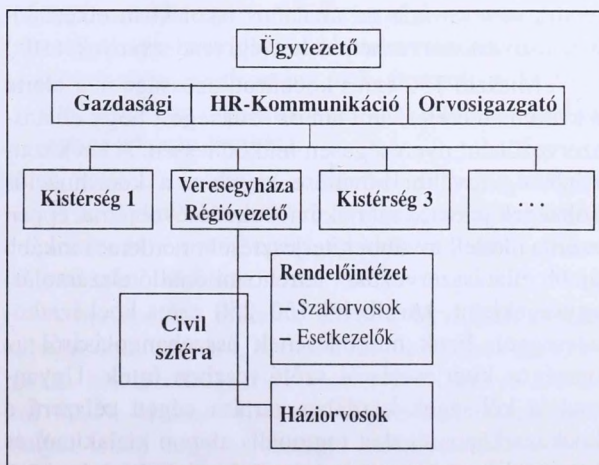 Ügyvezető
Gazdasági HR-Kommunikáció Orvosigazgató
Kistérség 1 Veresegyháza Régióvezető Kistérség 3 . . . .
Rendelőintézet
– Szakorvosok
– Esetkezelők
Civil szféra
Háziorvosok